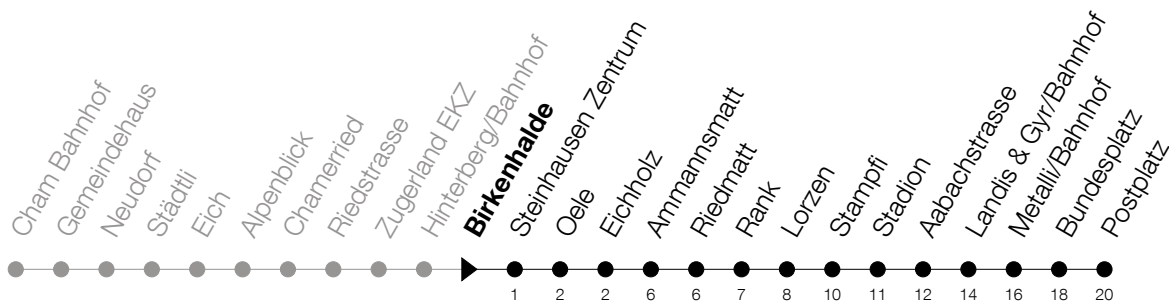 Cham Bahnhof
Gemeindehaus
Neudorf
Städtli
Eich
Alpenblick
Chamerried
Riedstrasse
Zugerland EKZ
Hinterberg/Bahnhof
Birkenhalde
Steinhausen Zentrum
Oele
Eichholz
Ammannsmatt
Riedmatt
Rank
Lorzen
Stampfi
Stadion
Aabachstrasse
Landis & Gyr/Bahnhof
Metalli/Bahnhof
Bundesplatz
Postplatz
1 2 2 6 6 7 8 10 11 12 14 16 18 20